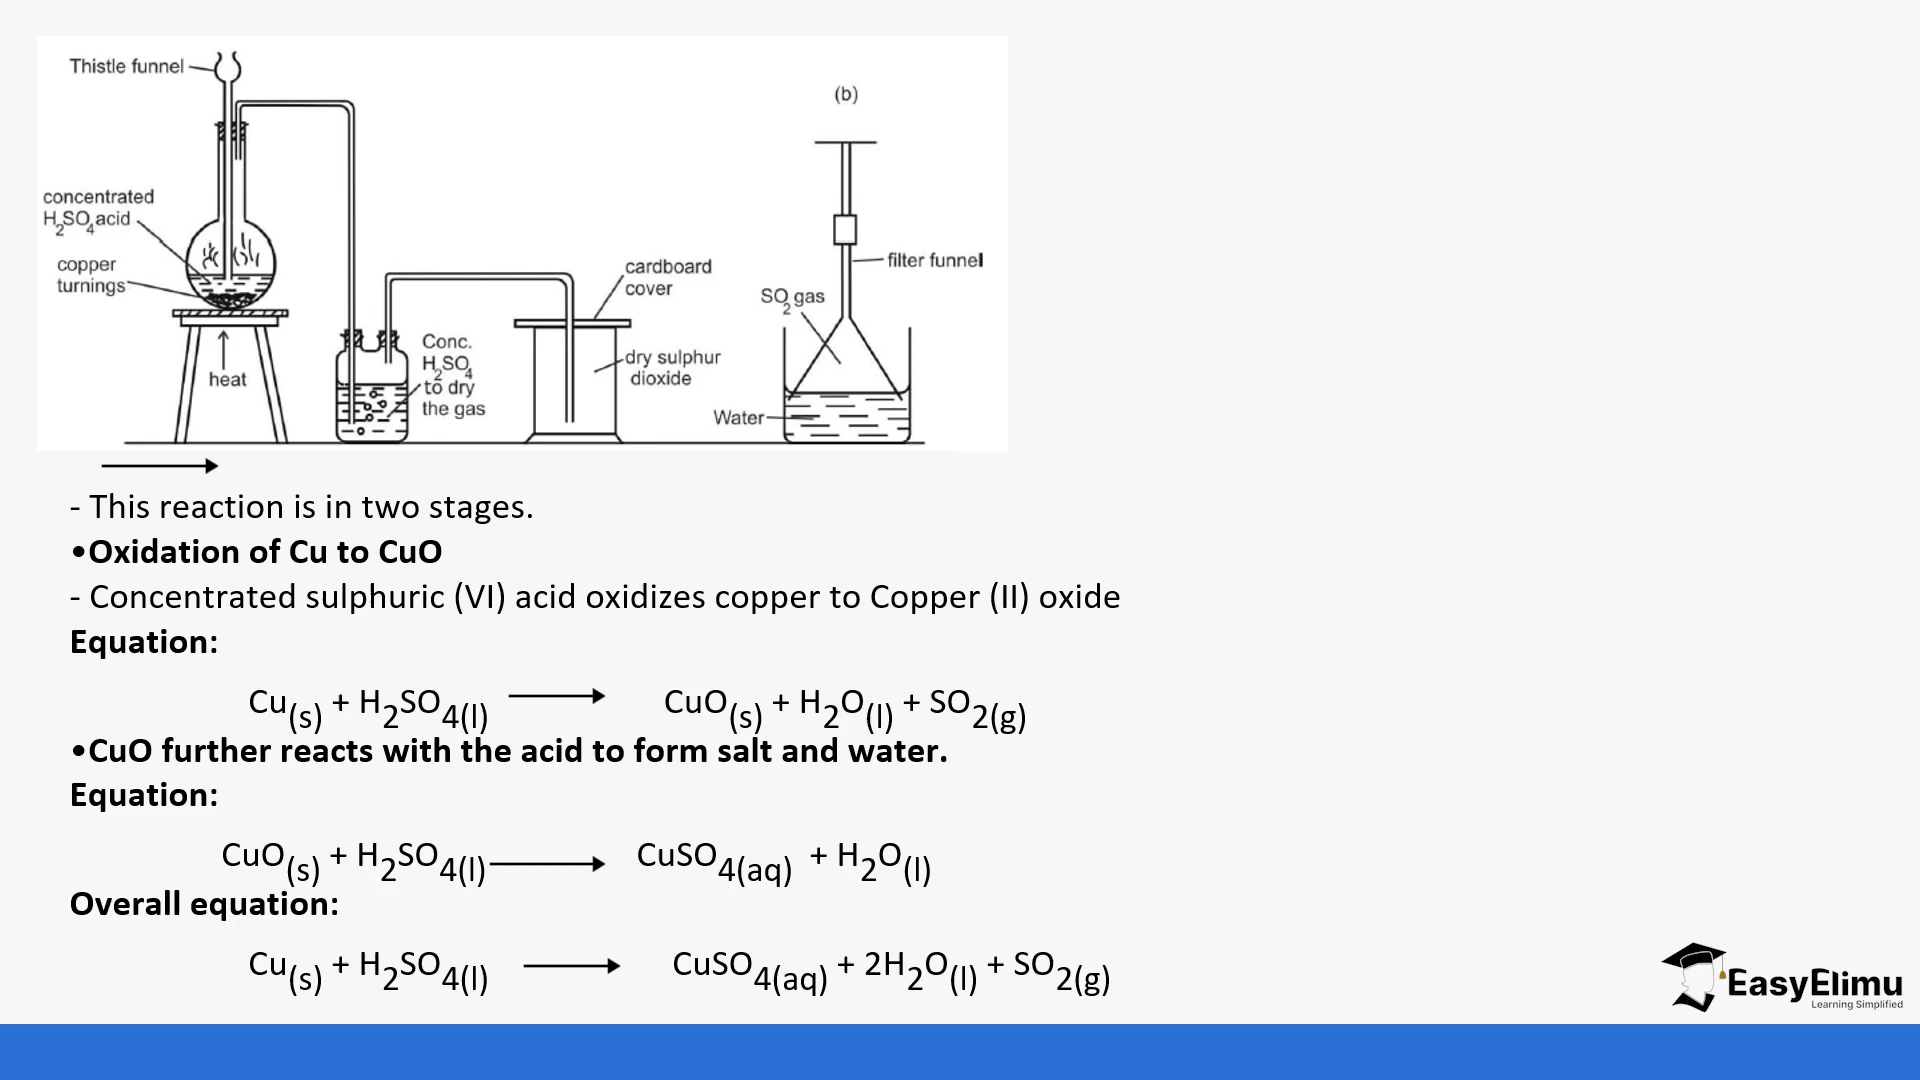 Thistle funnel
(b)
concentrated
H₂SO₄ acid
copper
turnings
heat
Conc.
H₂SO₄
to dry
the gas
cardboard
cover
dry sulphur
dioxide
SO₂ gas
filter funnel
Water
- This reaction is in two stages.
•Oxidation of Cu to CuO
- Concentrated sulphuric (VI) acid oxidizes copper to Copper (II) oxide
Equation:
Cu(s) + H₂SO₄(l) ⟶ CuO(s) + H₂O(l) + SO₂(g)
•CuO further reacts with the acid to form salt and water.
Equation:
CuO(s) + H₂SO₄(l) ⟶ CuSO₄(aq) + H₂O(l)
Overall equation:
Cu(s) + H₂SO₄(l) ⟶ CuSO₄(aq) + 2H₂O(l) + SO₂(g)
EasyElimu
Learning Simplified